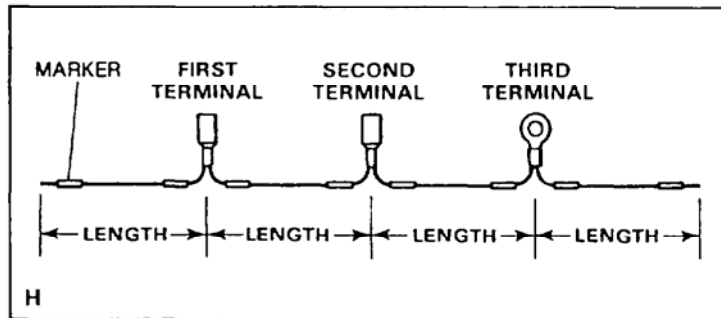 MARKER
FIRST TERMINAL
SECOND TERMINAL
THIRD TERMINAL
LENGTH LENGTH LENGTH LENGTH
H